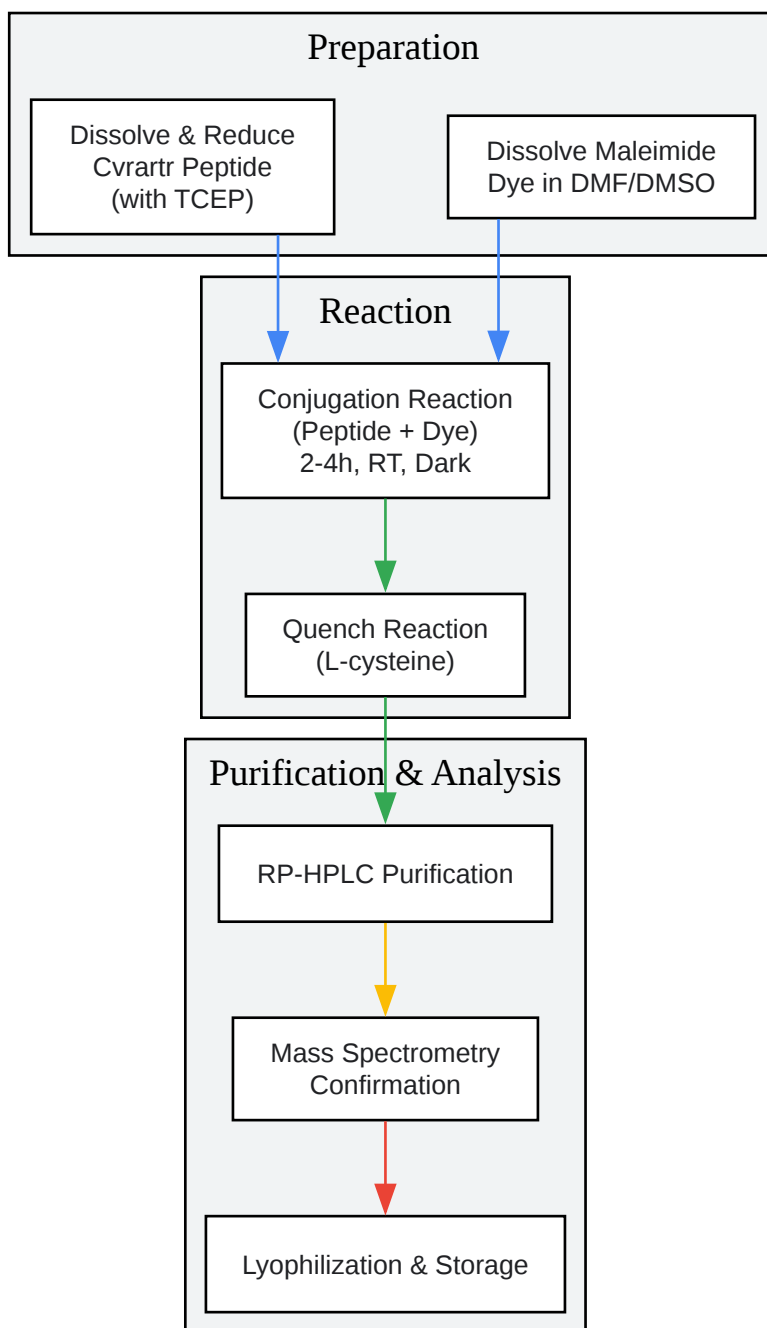 Preparation
Dissolve & Reduce
Cvrartr Peptide
(with TCEP)
Dissolve Maleimide
Dye in DMF/DMSO
Reaction
Conjugation Reaction
(Peptide + Dye)
2-4h, RT, Dark
Quench Reaction
(L-cysteine)
Purification & Analysis
RP-HPLC Purification
Mass Spectrometry
Confirmation
Lyophilization & Storage